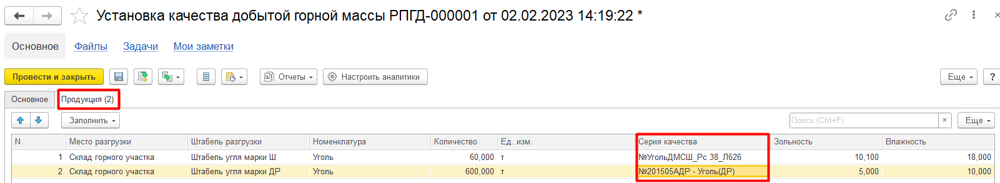 Установка качества добытой горной массы РПГД-000001 от 02.02.2023 14:19:22 *
Основное Файлы Задачи Мои заметки
Провести и закрыть Отчеты Настроить аналитики Еще ?
Основное Продукция (2)
Заполнить Поиск (Ctrl+F) × Еще
N Место разгрузки Штабель разгрузки Номенклатура Количество Ед. изм. Серия качества Зольность Влажность
1 Склад горного участка Штабель угля марки Ш Уголь 60,000 т №УгольДМСШ_Рс 38_Л626 10,100 18,000
2 Склад горного участка Штабель угля марки ДР Уголь 600,000 т №201505АДР - Уголь(ДР) 5,000 10,000